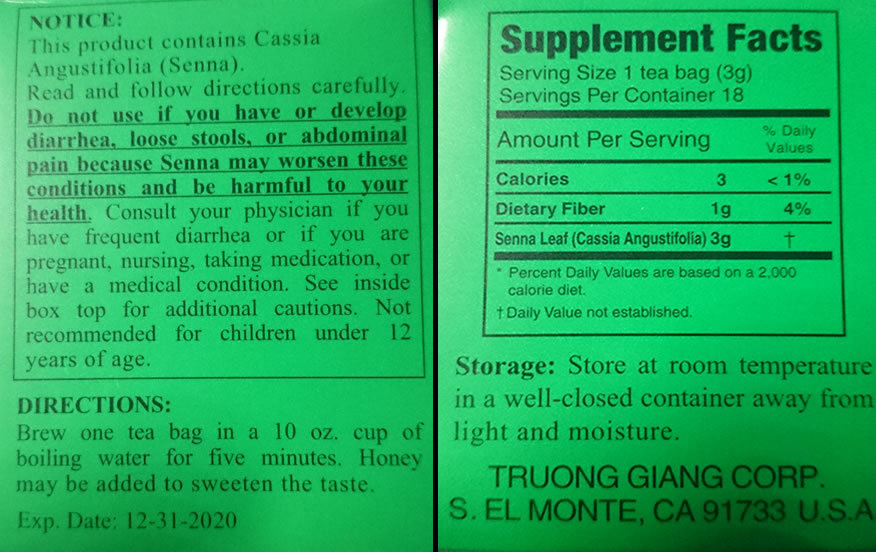 NOTICE:
This product contains Cassia
Angustifolia (Senna).
Read and follow directions carefully.
Do not use if you have or develop
diarrhea, loose stools, or abdominal
pain because Senna may worsen these
conditions and be harmful to your
health. Consult your physician if you
have frequent diarrhea or if you are
pregnant, nursing, taking medication, or
have a medical condition. See inside
box top for additional cautions. Not
recommended for children under 12
years of age.
DIRECTIONS:
Brew one tea bag in a 10 oz. cup of
boiling water for five minutes. Honey
may be added to sweeten the taste.
Exp. Date: 12-31-2020
Supplement Facts
Serving Size 1 tea bag (3g)
Servings Per Container 18
Amount Per Serving % Daily
Values
Calories 3 < 1%
Dietary Fiber 1g 4%
Senna Leaf (Cassia Angustifolia) 3g †
* Percent Daily Values are based on a 2,000
calorie diet.
† Daily Value not established.
Storage: Store at room temperature
in a well-closed container away from
light and moisture.
TRUONG GIANG CORP.
S. EL MONTE, CA 91733 U.S.A